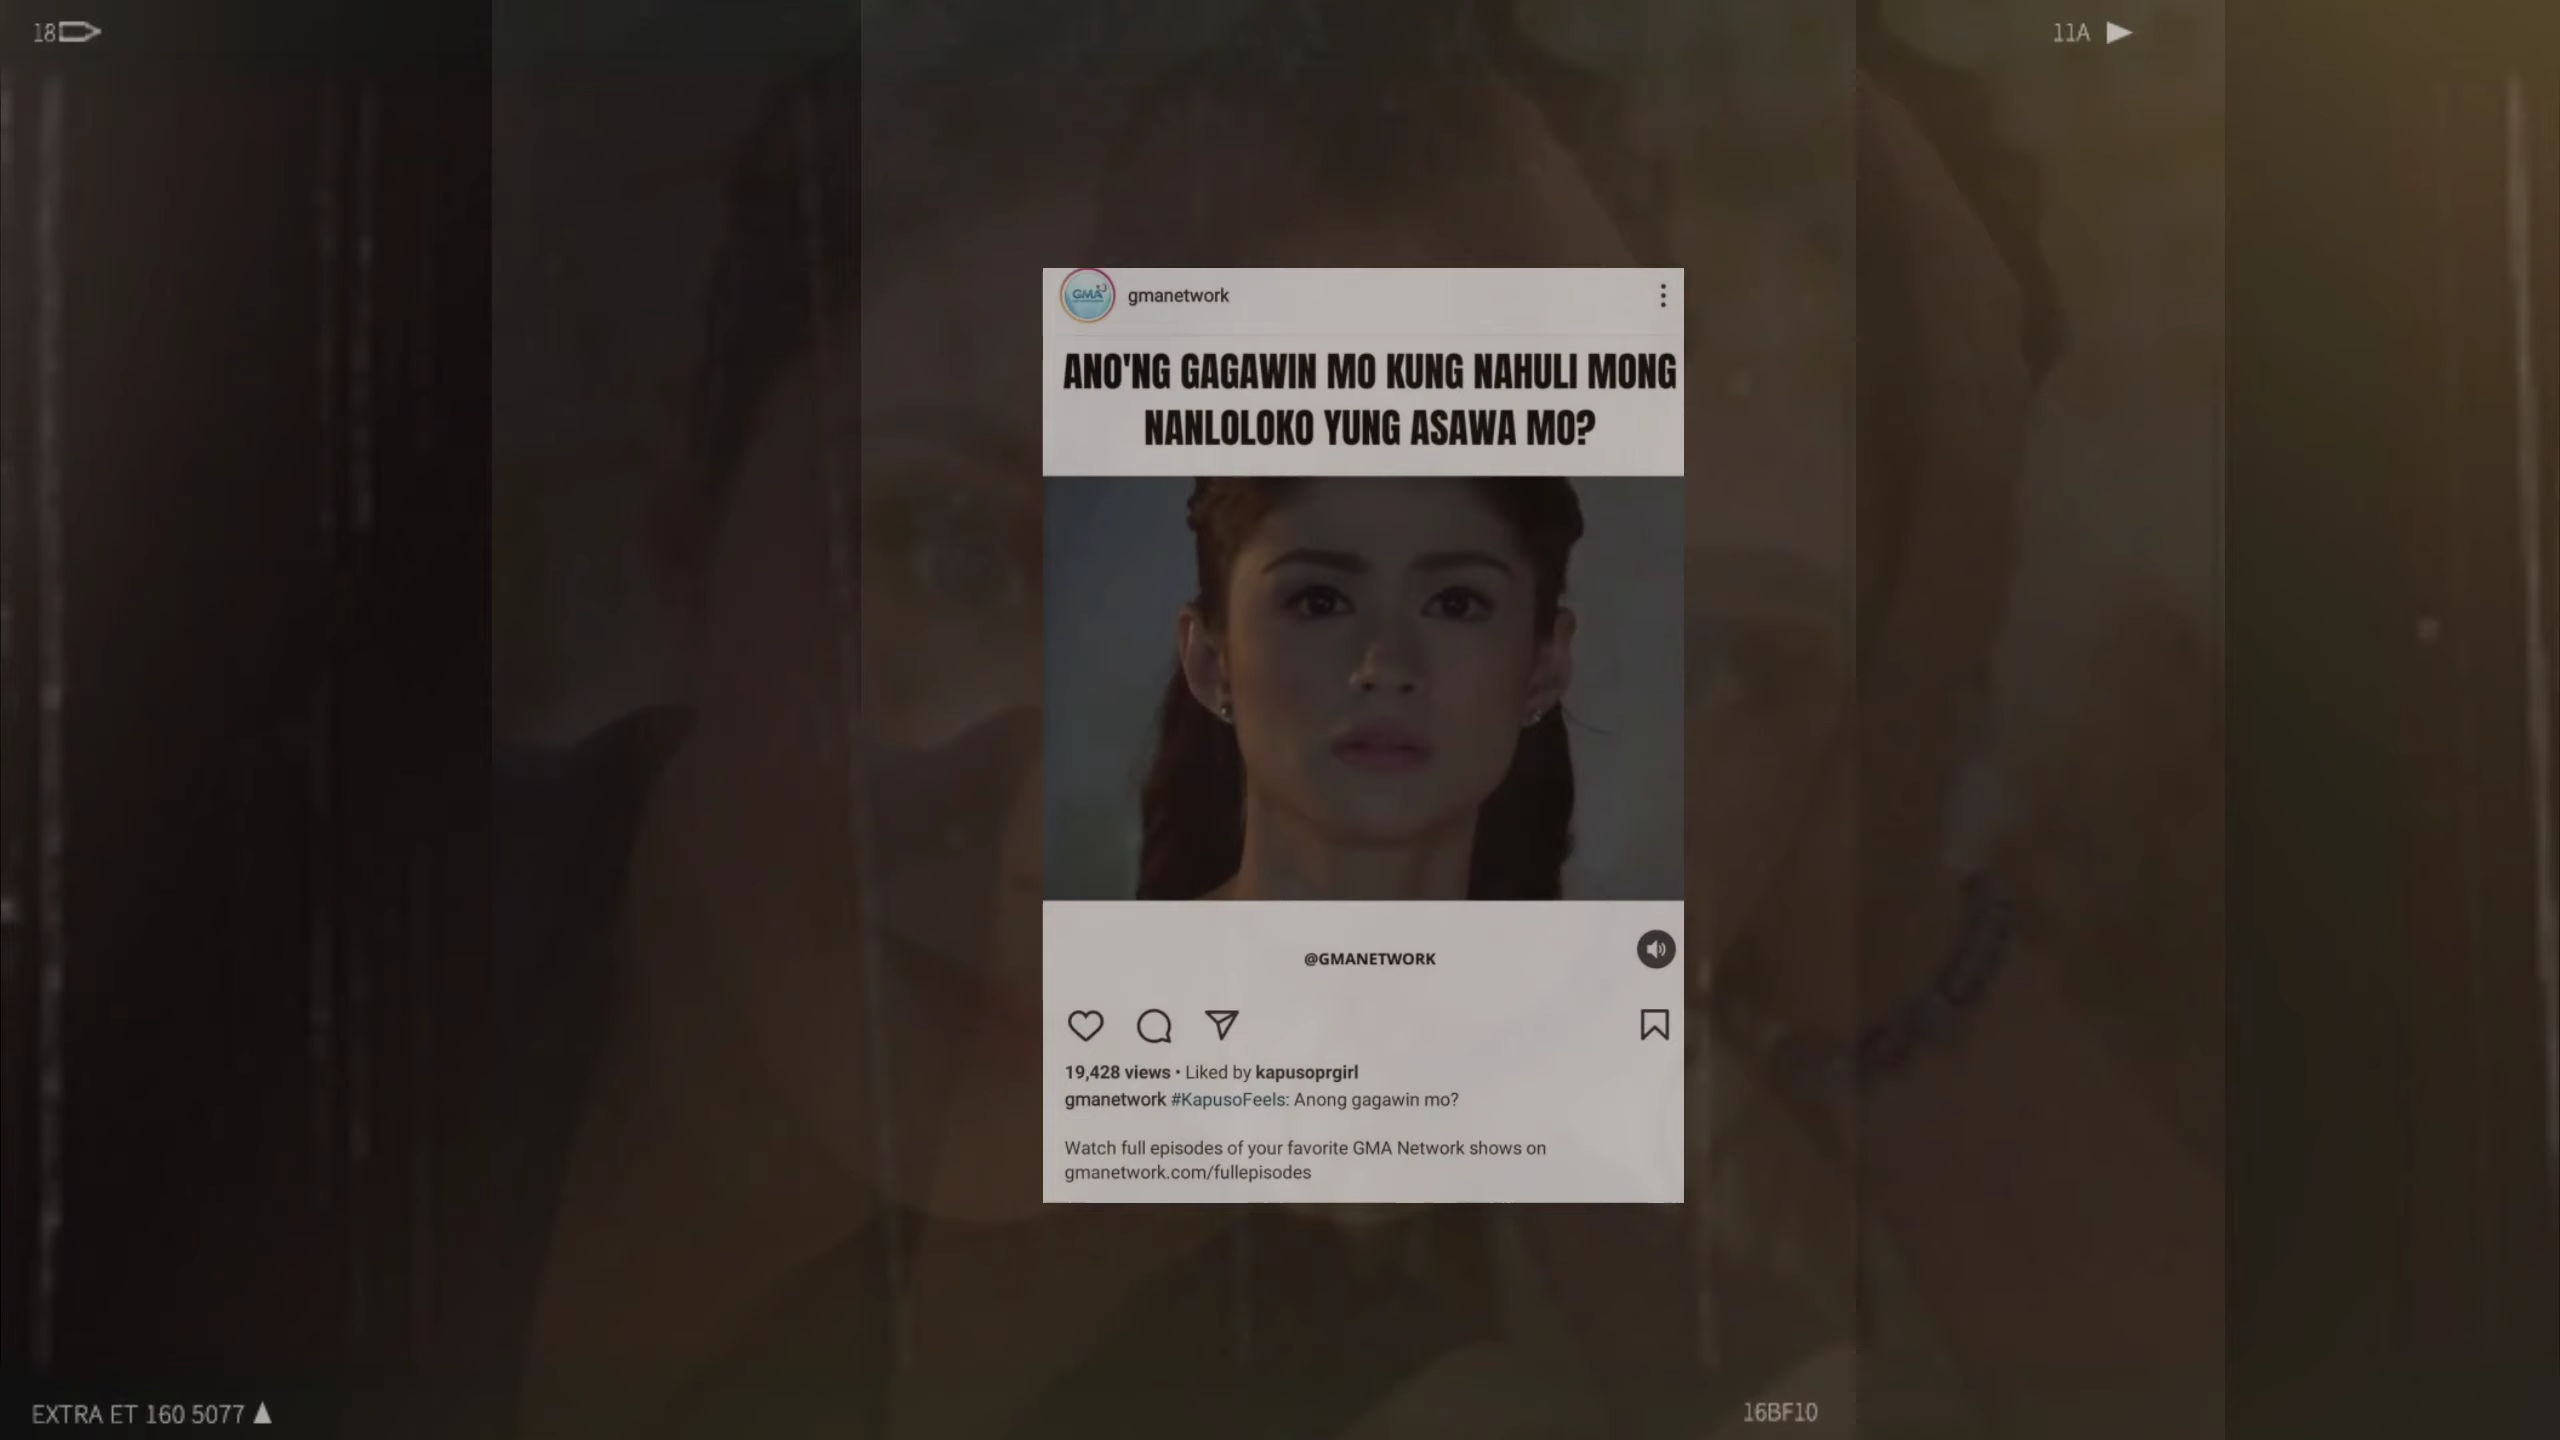 18
11A
GMA
gmanetwork
ANO'NG GAGAWIN MO KUNG NAHULI MONG
NANLOLOKO YUNG ASAWA MO?
@GMANETWORK
19,428 views • Liked by kapusoprgirl
gmanetwork #KapusoFeels: Anong gagawin mo?
Watch full episodes of your favorite GMA Network shows on
gmanetwork.com/fullepisodes
EXTRA ET 160 5077
16BF10